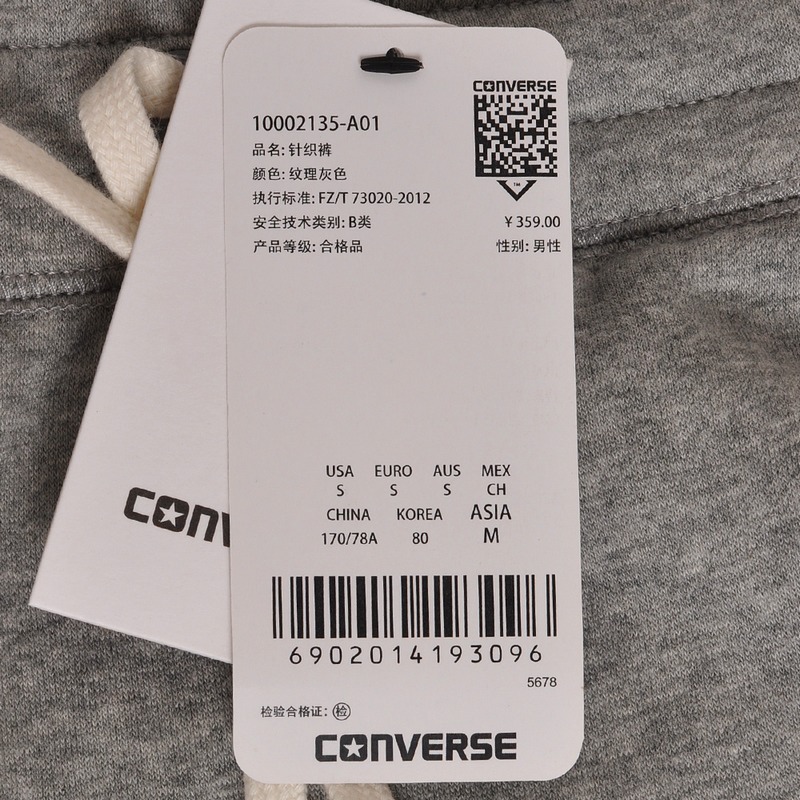 CONVERSE
10002135-A01
品名: 针织裤
颜色: 纹理灰色
执行标准: FZ/T 73020-2012
安全技术类别: B类
¥ 359.00
产品等级: 合格品
性别: 男性
USA EURO AUS MEX
S S S CH
CHINA KOREA ASIA
170/78A 80 M
CONV
6902014193096
5678
检验合格证: 检
CONVERSE